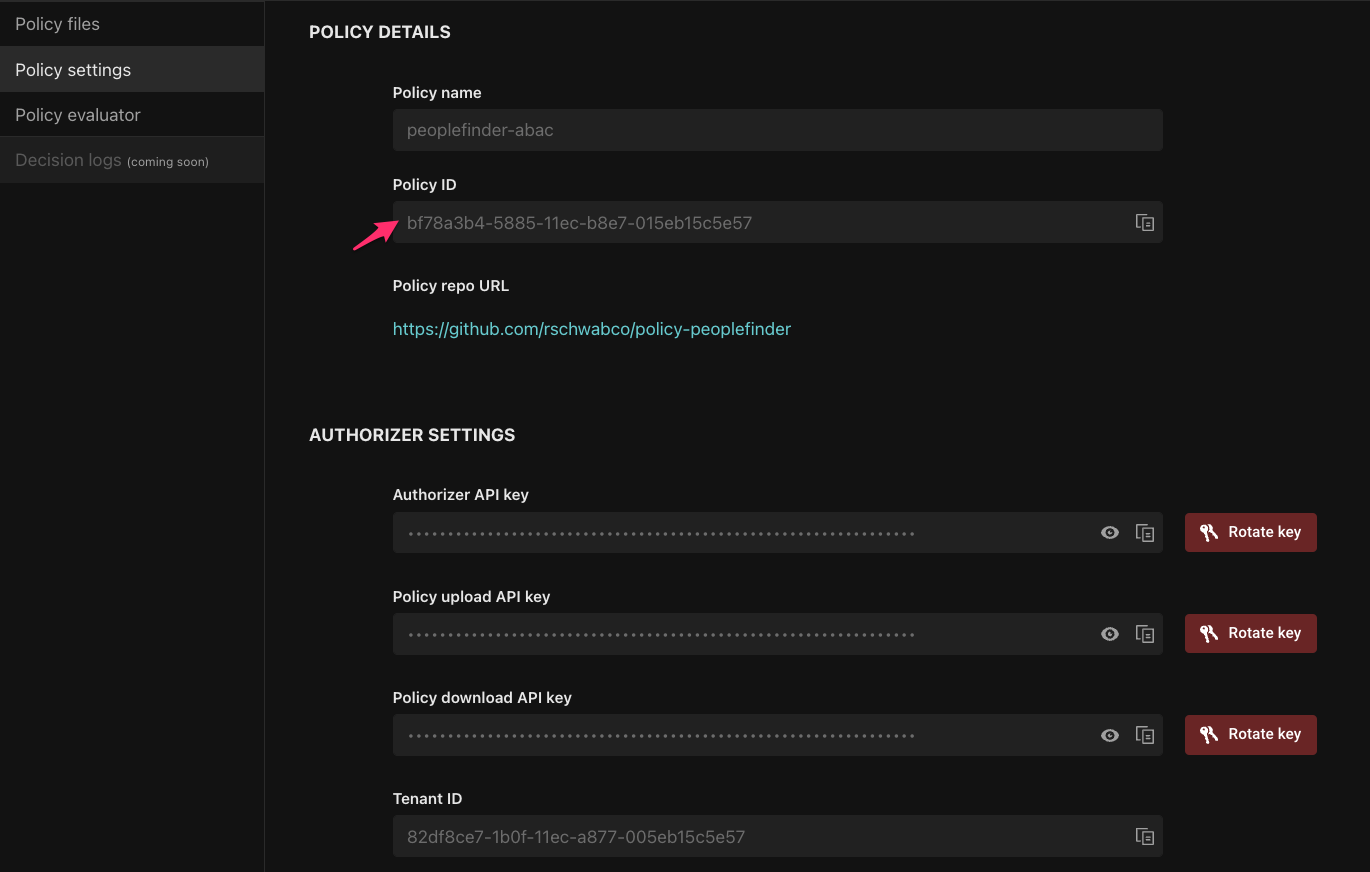 Policy files
Policy settings
Policy evaluator
Decision logs (coming soon)
POLICY DETAILS
Policy name
peoplefinder-abac
Policy ID
bf78a3b4-5885-11ec-b8e7-015eb15c5e57
Policy repo URL
https://github.com/rschwabco/policy-peoplefinder
AUTHORIZER SETTINGS
Authorizer API key
Rotate key
Policy upload API key
Rotate key
Policy download API key
Rotate key
Tenant ID
82df8ce7-1b0f-11ec-a877-005eb15c5e57